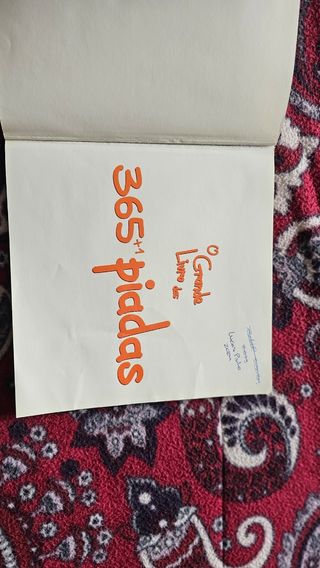 O Grande
Livro das
365+1 piadas